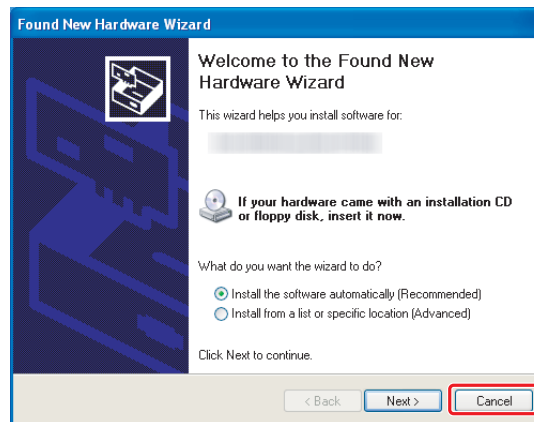 Found New Hardware Wizard
Welcome to the Found New
Hardware Wizard
This wizard helps you install software for:
If your hardware came with an installation CD
or floppy disk, insert it now.
What do you want the wizard to do?
Install the software automatically (Recommended)
Install from a list or specific location (Advanced)
Click Next to continue.
< Back Next > Cancel